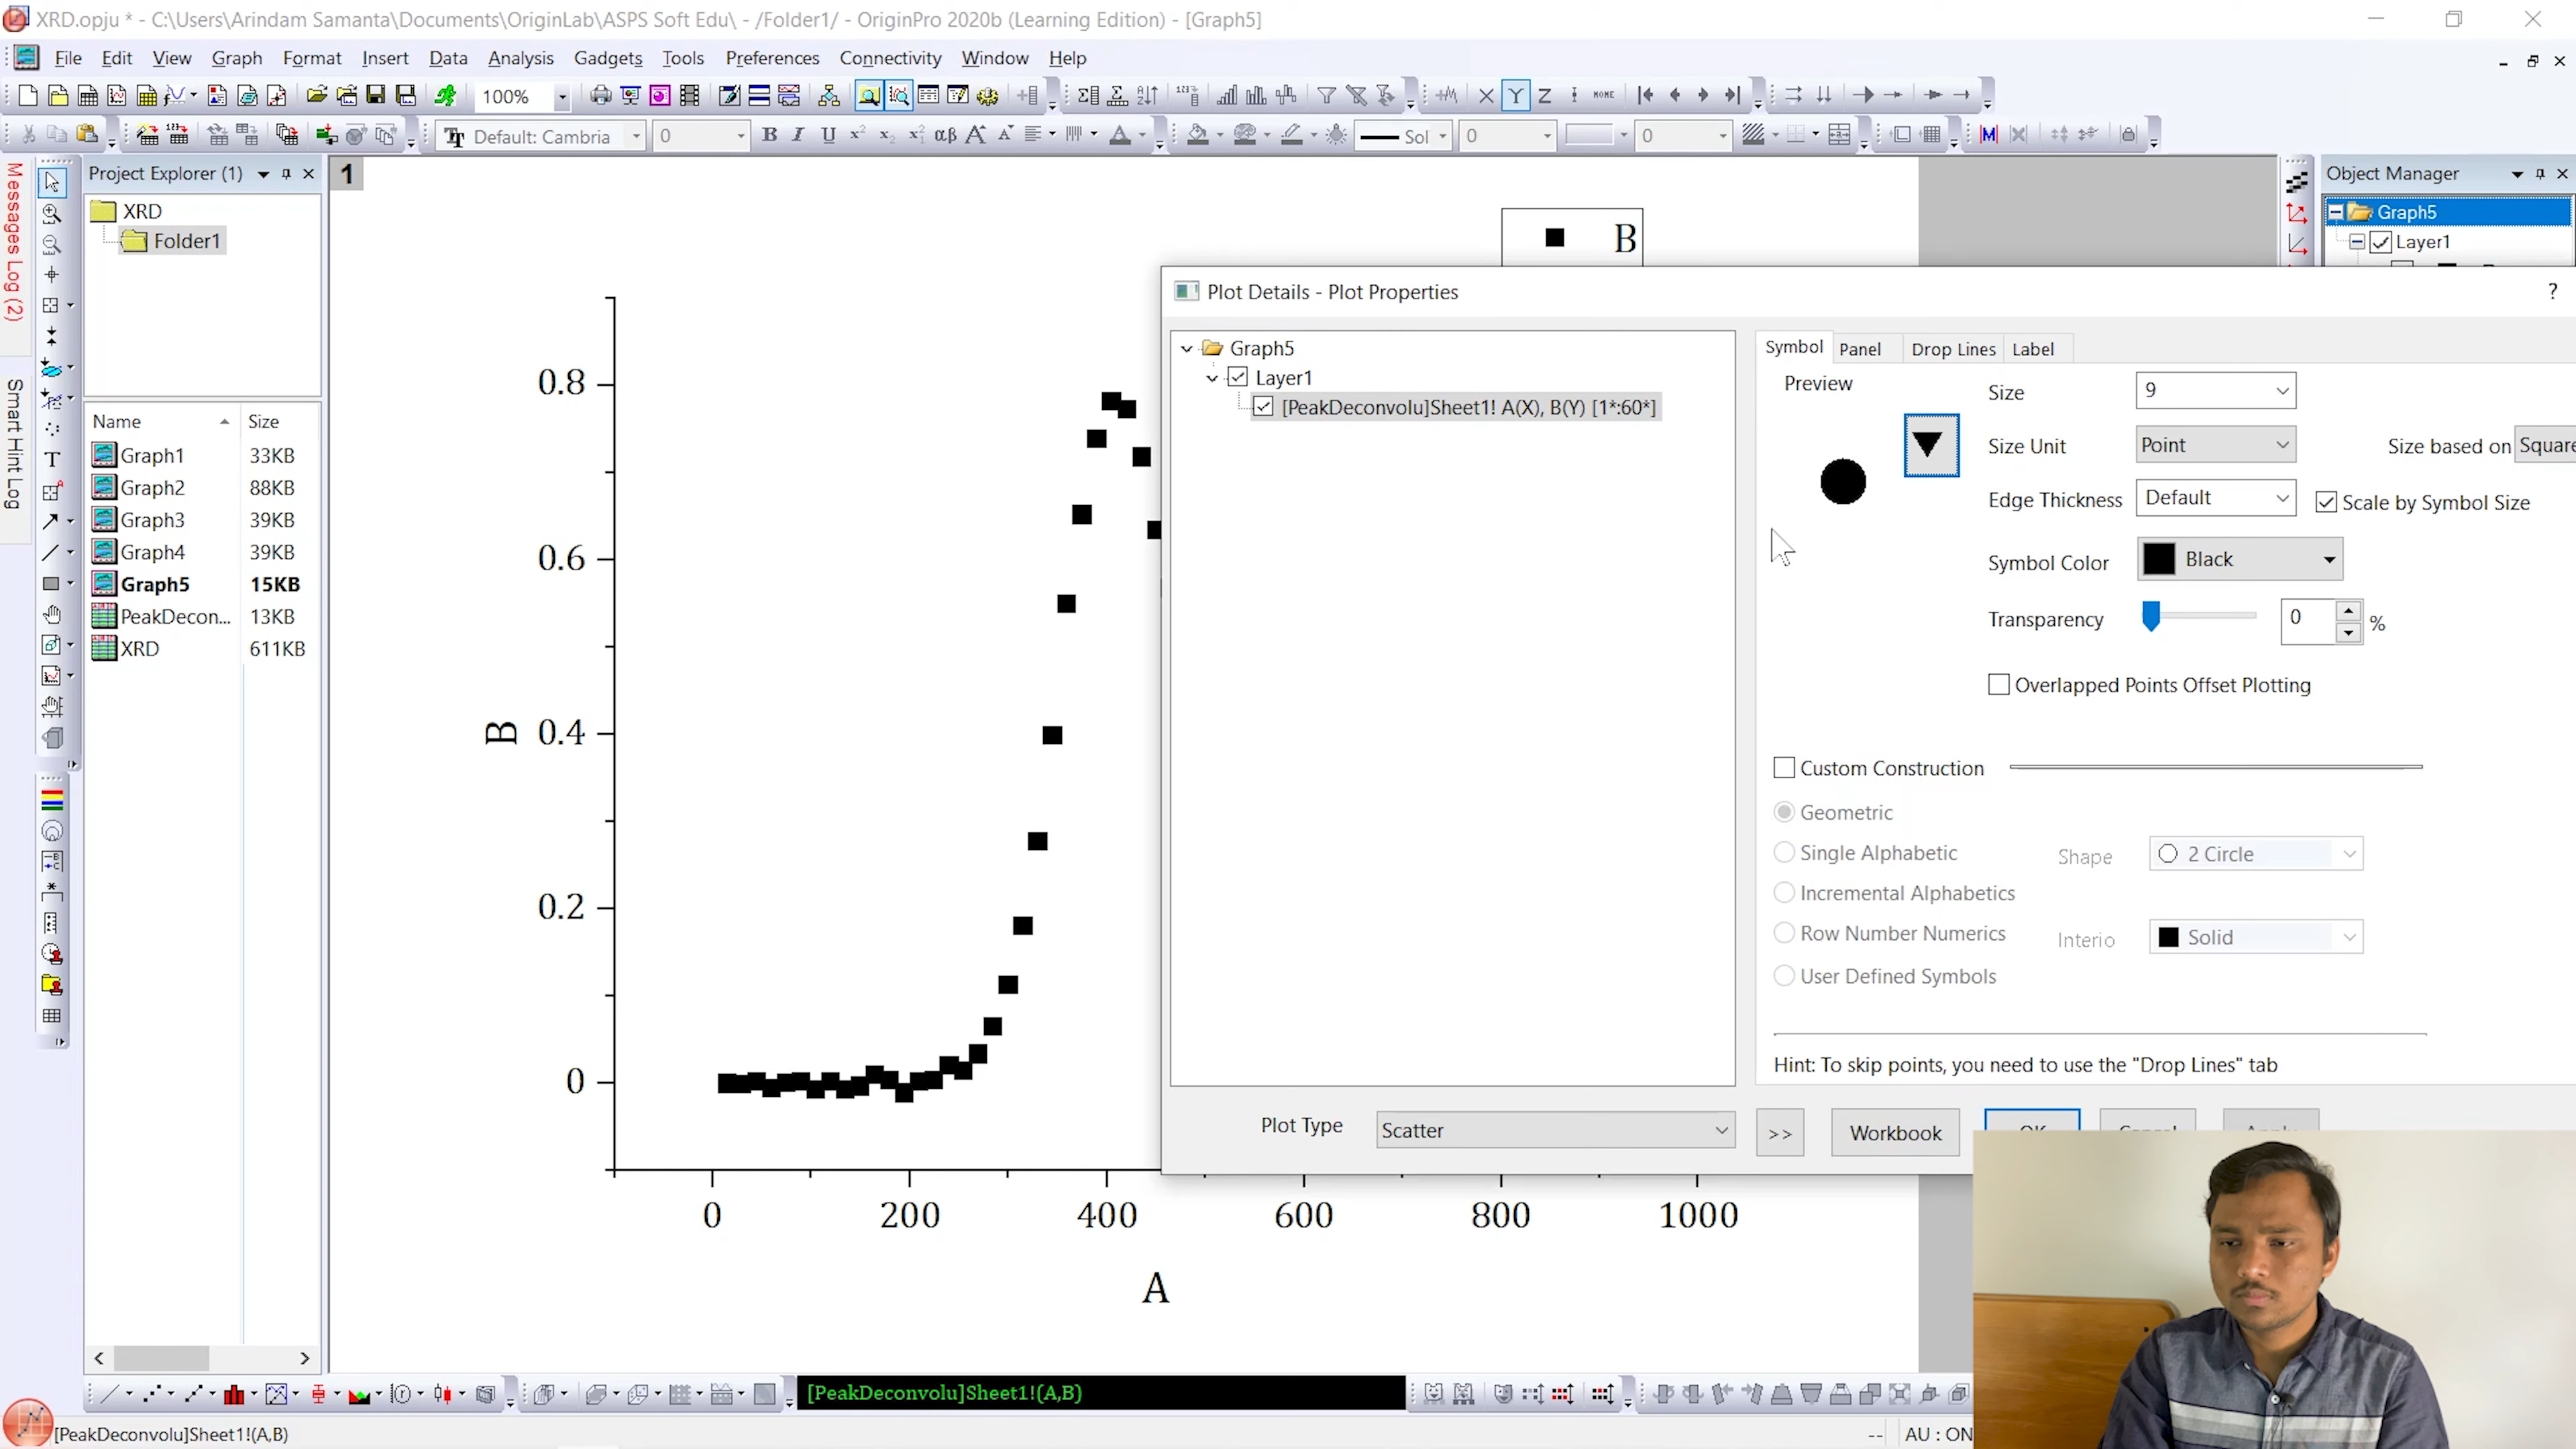 XRD.opju * - C:\Users\Arindam Samanta\Documents\OriginLab\ASPS Soft Edu\ - /Folder1/ - OriginPro 2020b (Learning Edition) - [Graph5]
File Edit View Graph Format Insert Data Analysis Gadgets Tools Preferences Connectivity Window Help
100%
HOME
Default: Cambria 0 B I U αβ A A A Sol 0 0
Messages Log (2)
Smart Hint Log
Project Explorer (1)
XRD
Folder1
Name Size
Graph1 33KB
Graph2 88KB
Graph3 39KB
Graph4 39KB
Graph5 15KB
PeakDecon... 13KB
XRD 611KB
1
B
0.8
0.6
0.4
0.2
0
B
0 200 400 600 800 1000
A
Object Manager
Graph5
Layer1
Plot Details - Plot Properties
?
Graph5
Layer1
[PeakDeconvolu]Sheet1! A(X), B(Y) [1*:60*]
Symbol Panel Drop Lines Label
Preview
Size 9
Size Unit Point Size based on Square
Edge Thickness Default Scale by Symbol Size
Symbol Color Black
Transparency 0 %
Overlapped Points Offset Plotting
Custom Construction
Geometric
Single Alphabetic Shape 2 Circle
Incremental Alphabetics
Row Number Numerics Interio Solid
User Defined Symbols
Hint: To skip points, you need to use the "Drop Lines" tab
Plot Type Scatter >> Workbook OK Cancel Apply
[PeakDeconvolu]Sheet1!(A,B)
[PeakDeconvolu]Sheet1!(A,B)
-- AU : ON